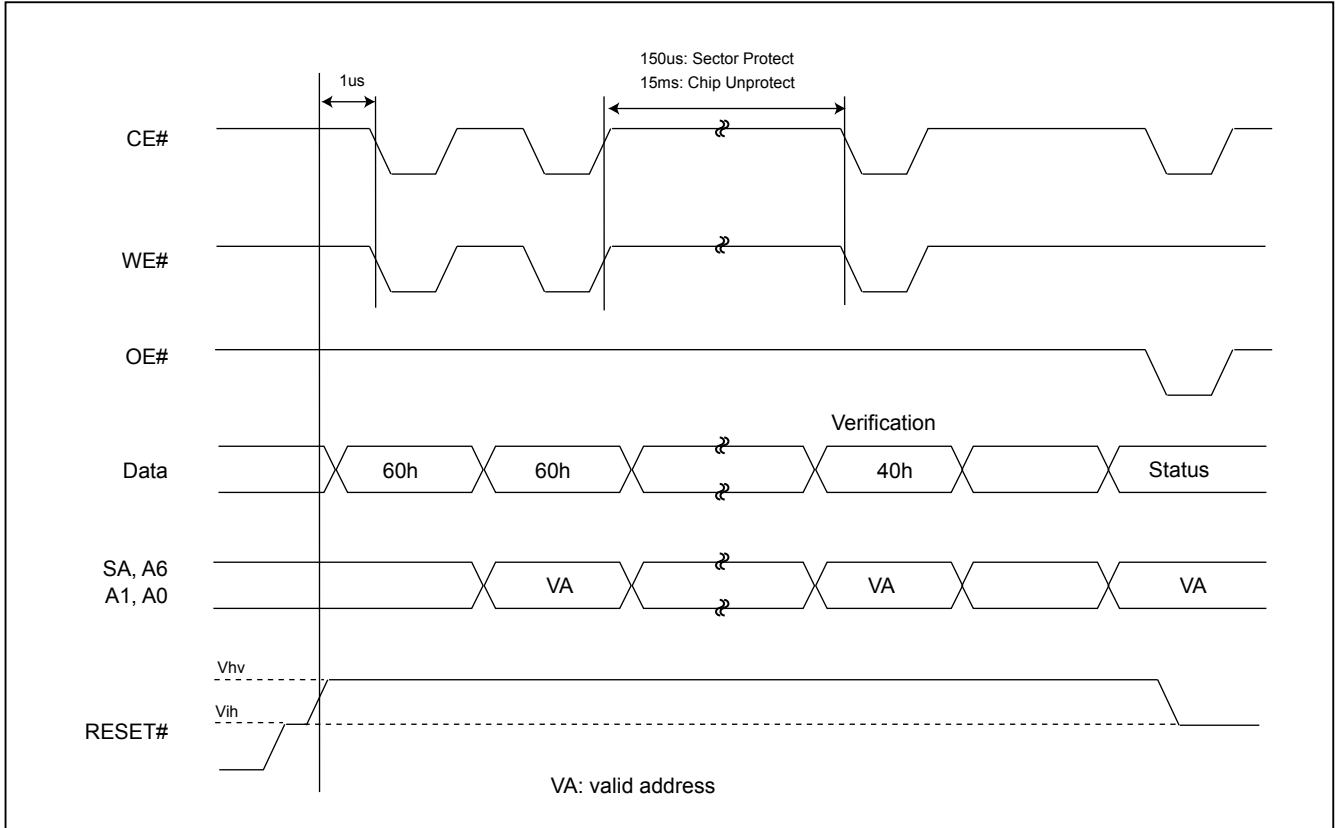 150us: Sector Protect
15ms: Chip Unprotect
1us
CE#
WE#
OE#
Verification
Data
60h
60h
40h
Status
SA, A6
A1, A0
VA
VA
VA
Vhv
Vih
RESET#
VA: valid address